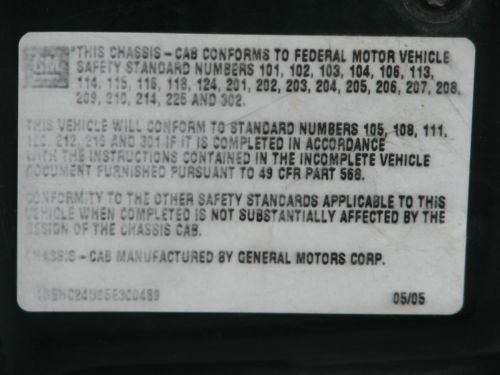 GM *THIS CHASSIS - CAB CONFORMS TO FEDERAL MOTOR VEHICLE
SAFETY STANDARD NUMBERS 101, 102, 103, 104, 106, 113,
114, 115, 116, 118, 124, 201, 202, 203, 204, 205, 206, 207, 208,
209, 210, 214, 225 AND 302.
THIS VEHICLE WILL CONFORM TO STANDARD NUMBERS 105, 108, 111,
212, 219 AND 301 IF IT IS COMPLETED IN ACCORDANCE
WITH THE INSTRUCTIONS CONTAINED IN THE INCOMPLETE VEHICLE
DOCUMENT FURNISHED PURSUANT TO 49 CFR PART 568.
CONFORMITY TO THE OTHER SAFETY STANDARDS APPLICABLE TO THIS
VEHICLE WHEN COMPLETED IS NOT SUBSTANTIALLY AFFECTED BY THE
DESIGN OF THE CHASSIS CAB.
CHASSIS - CAB MANUFACTURED BY GENERAL MOTORS CORP.
05/05